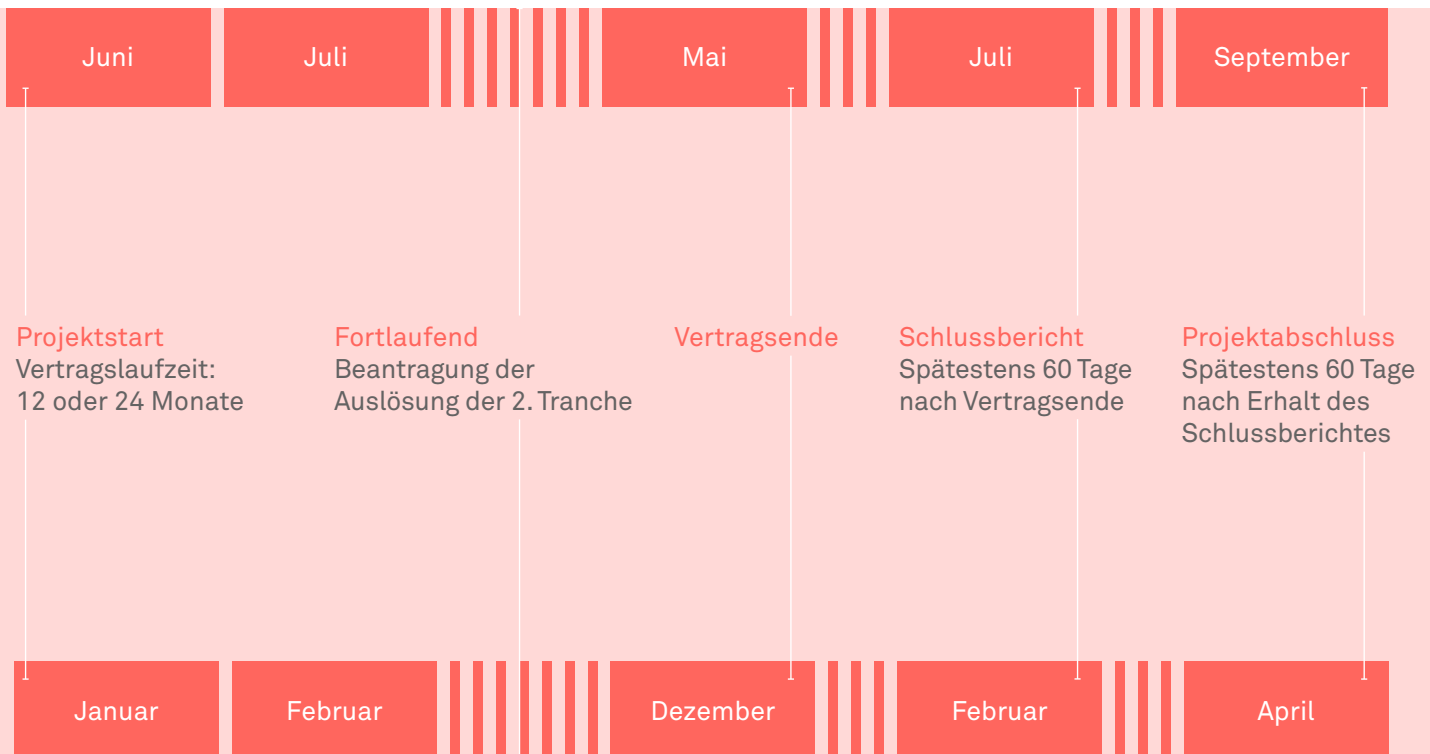 Juni
Juli
Mai
Juli
September
Projektstart
Vertragslaufzeit:
12 oder 24 Monate
Fortlaufend
Beantragung der
Auslösung der 2. Tranche
Vertragsende
Schlussbericht
Spätestens 60 Tage
nach Vertragsende
Projektabschluss
Spätestens 60 Tage
nach Erhalt des
Schlussberichtes
Januar
Februar
Dezember
Februar
April